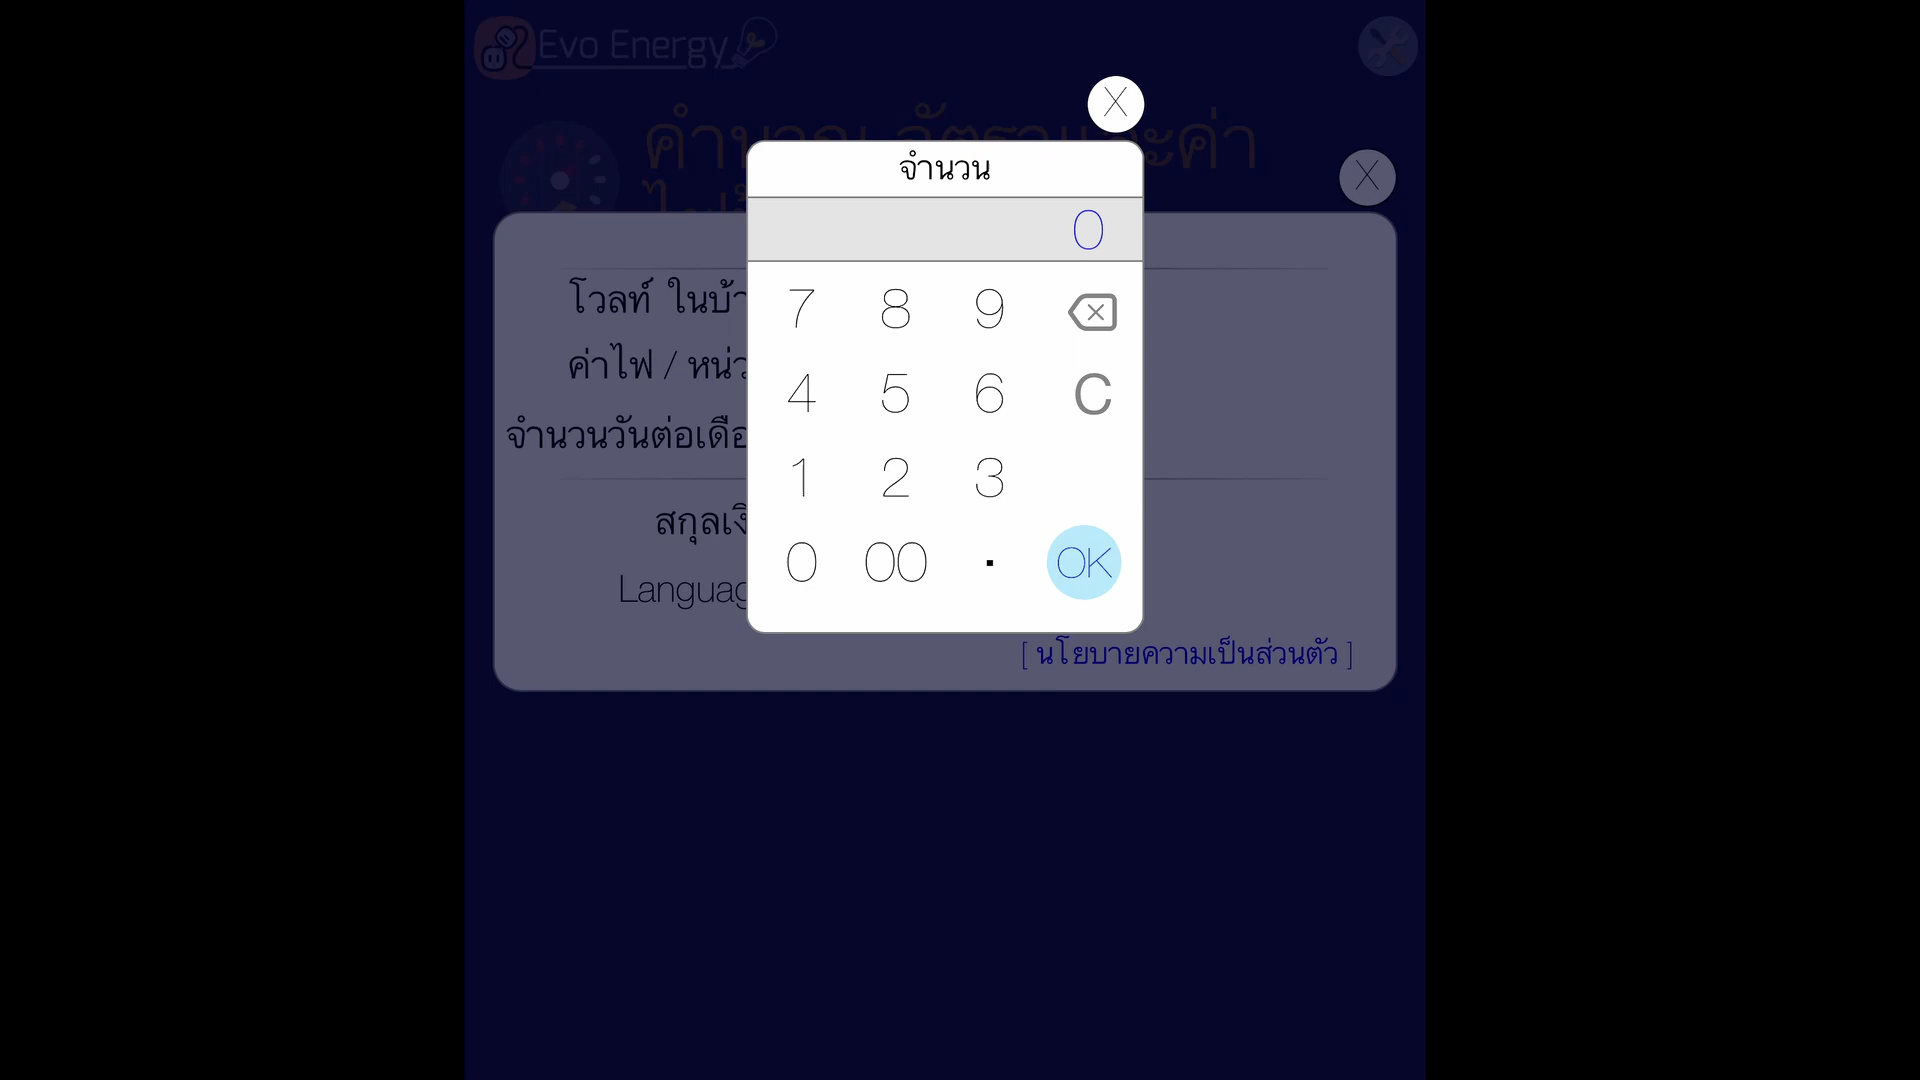 Evo Energy
X
จำนวน
X
0
7 8 9
4 5 6 C
1 2 3
0 00 . OK
โวลท์ ในบ้า
ค่าไฟ / หน่ว
จำนวนวันต่อเดือ
สกุลเงิ
Languag
[ นโยบายความเป็นส่วนตัว ]